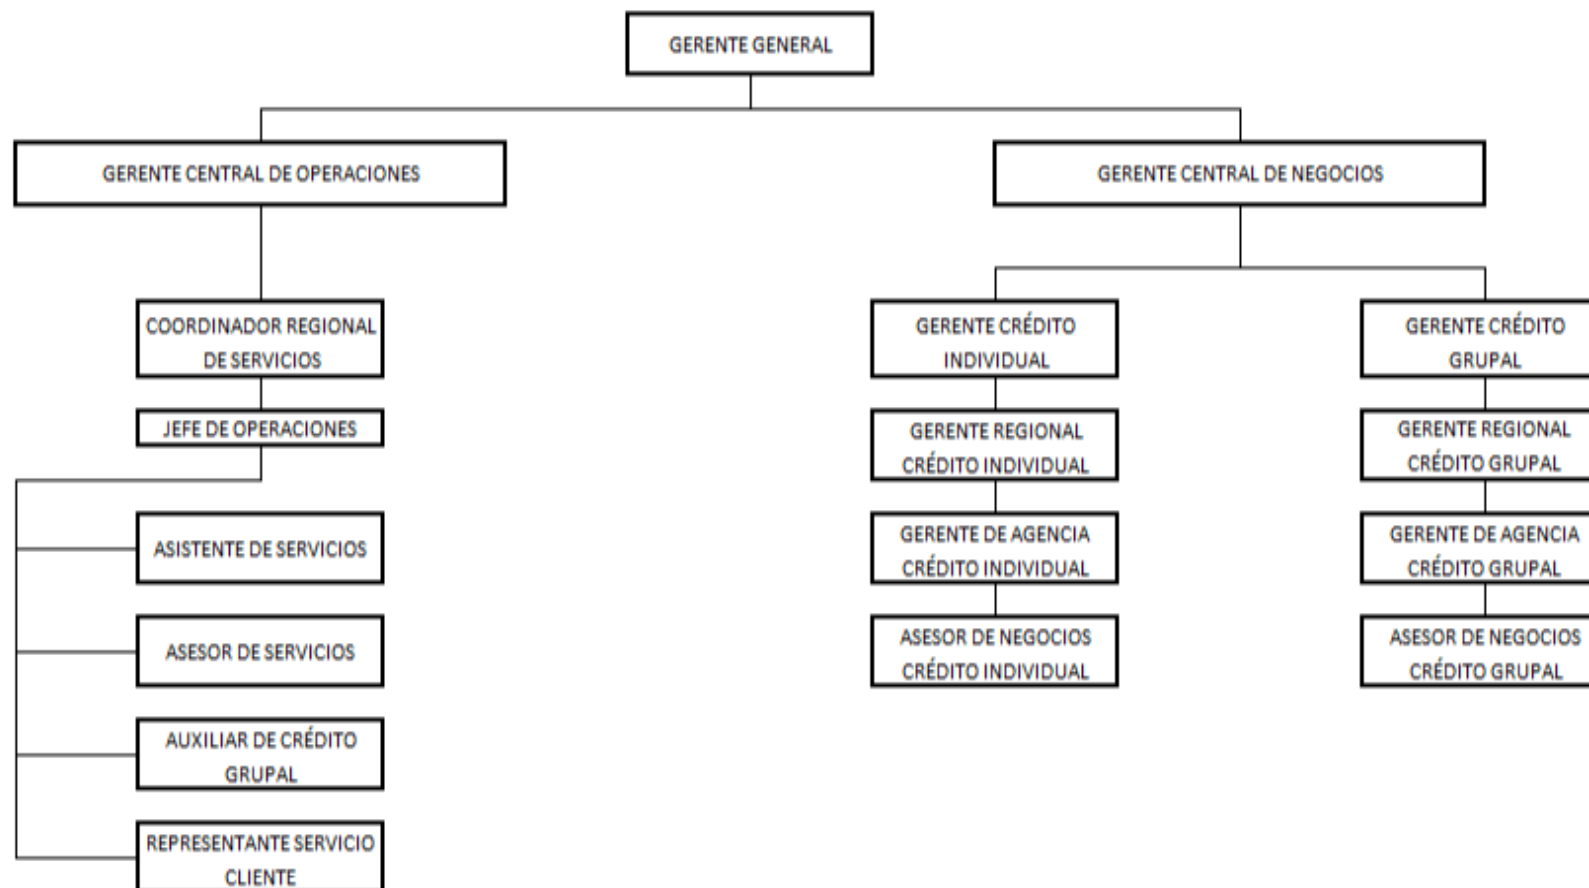 GERENTE GENERAL
GERENTE CENTRAL DE OPERACIONES
GERENTE CENTRAL DE NEGOCIOS
COORDINADOR REGIONAL
DE SERVICIOS
GERENTE CRÉDITO
INDIVIDUAL
GERENTE CRÉDITO
GRUPAL
JEFE DE OPERACIONES
GERENTE REGIONAL
CRÉDITO INDIVIDUAL
GERENTE REGIONAL
CRÉDITO GRUPAL
ASISTENTE DE SERVICIOS
GERENTE DE AGENCIA
CRÉDITO INDIVIDUAL
GERENTE DE AGENCIA
CRÉDITO GRUPAL
ASESOR DE SERVICIOS
ASESOR DE NEGOCIOS
CRÉDITO INDIVIDUAL
ASESOR DE NEGOCIOS
CRÉDITO GRUPAL
AUXILIAR DE CRÉDITO
GRUPAL
REPRESENTANTE SERVICIO
CLIENTE